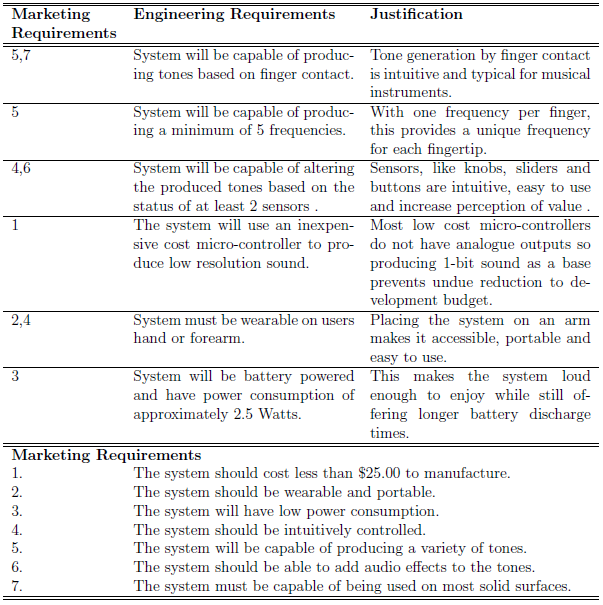 Marketing Requirements Engineering Requirements Justification
5,7 System will be capable of produc-
ing tones based on finger contact.
Tone generation by finger contact
is intuitive and typical for musical
instruments.
5 System will be capable of produc-
ing a minimum of 5 frequencies.
With one frequency per finger,
this provides a unique frequency
for each fingertip.
4,6 System will be capable of altering
the produced tones based on the
status of at least 2 sensors .
Sensors, like knobs, sliders and
buttons are intuitive, easy to use
and increase perception of value .
1 The system will use an inexpen-
sive cost micro-controller to pro-
duce low resolution sound.
Most low cost micro-controllers
do not have analogue outputs so
producing 1-bit sound as a base
prevents undue reduction to de-
velopment budget.
2,4 System must be wearable on users
hand or forearm.
Placing the system on an arm
makes it accessible, portable and
easy to use.
3 System will be battery powered
and have power consumption of
approximately 2.5 Watts.
This makes the system loud
enough to enjoy while still of-
fering longer battery discharge
times.
Marketing Requirements
1. The system should cost less than $25.00 to manufacture.
2. The system should be wearable and portable.
3. The system will have low power consumption.
4. The system should be intuitively controlled.
5. The system will be capable of producing a variety of tones.
6. The system should be able to add audio effects to the tones.
7. The system must be capable of being used on most solid surfaces.